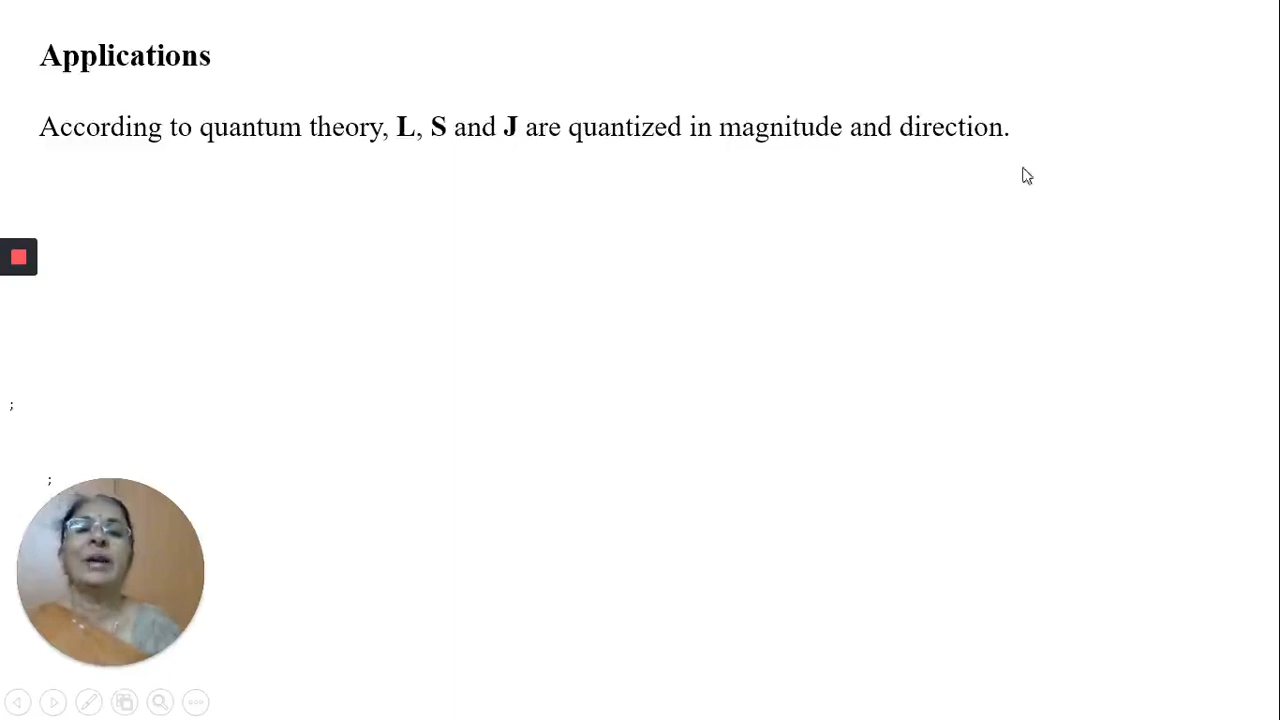 Applications
According to quantum theory, L, S and J are quantized in magnitude and direction.
;
;